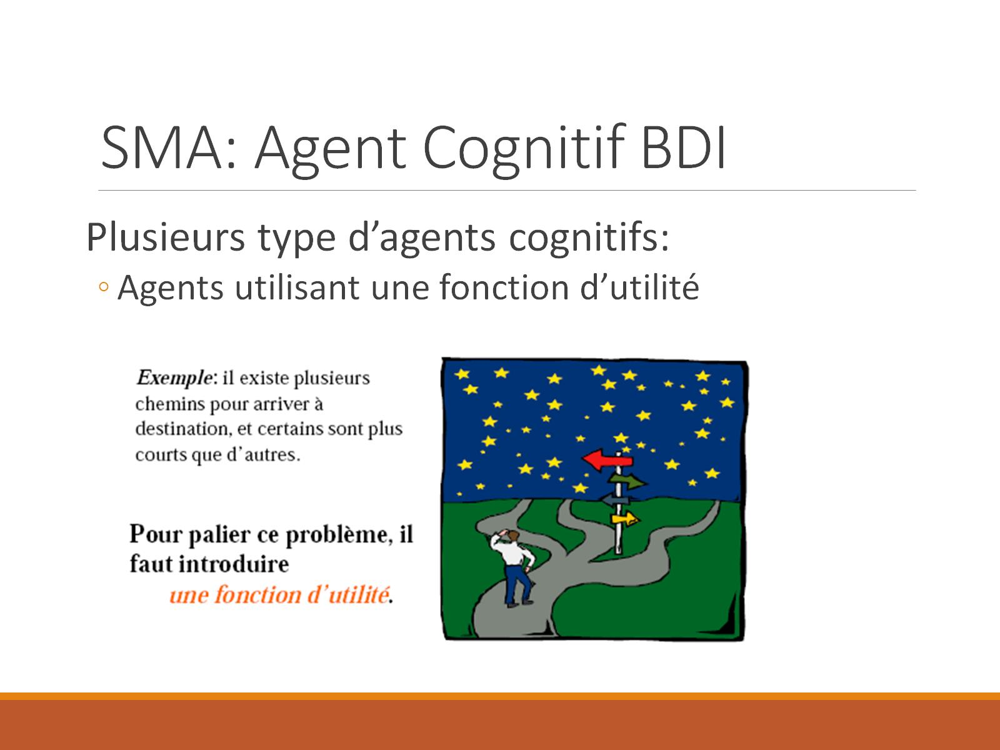 SMA: Agent Cognitif BDI
Plusieurs type d’agents cognitifs:
◦ Agents utilisant une fonction d’utilité
Exemple: il existe plusieurs
chemins pour arriver à
destination, et certains sont plus
courts que d’autres.
Pour palier ce problème, il
faut introduire
une fonction d’utilité.